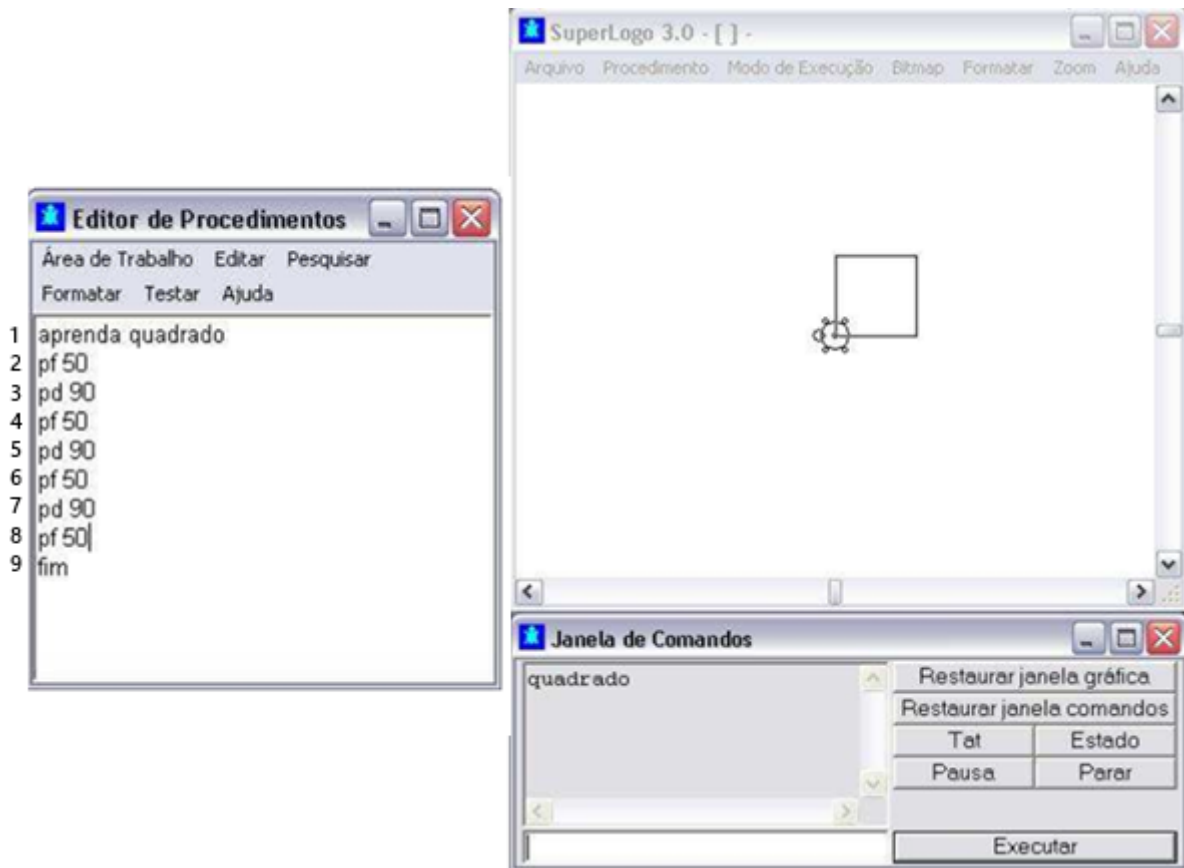 Editor de Procedimentos
Área de Trabalho Editar Pesquisar
Formatar Testar Ajuda
1 aprenda quadrado
2 pf 50
3 pd 90
4 pf 50
5 pd 90
6 pf 50
7 pd 90
8 pf 50
9 fim
SuperLogo 3.0 - [ ] -
Arquivo Procedimento Modo de Execução Bitmap Formatar Zoom Ajuda
Janela de Comandos
quadrado
Restaurar janela gráfica
Restaurar janela comandos
Tat Estado
Pausa Parar
Executar